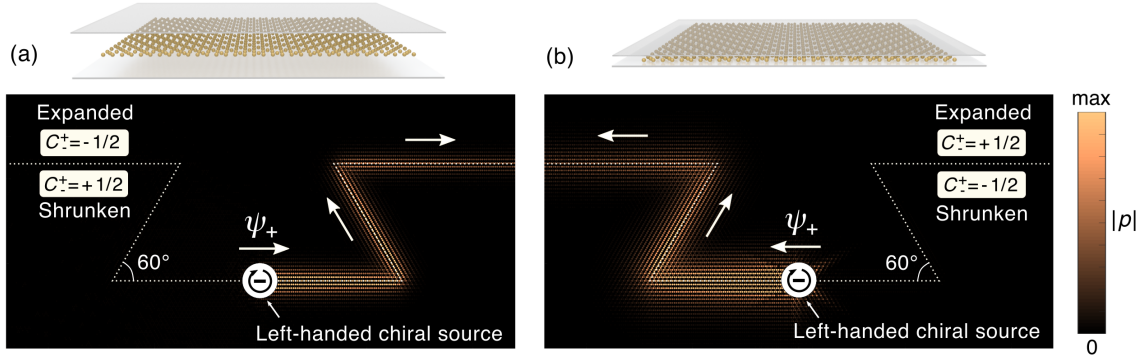 (a)
Expanded
C⁺₋=-1/2
C⁺₋=+1/2
Shrunken
60°
ψ₊
−
Left-handed chiral source
(b)
Expanded
C⁺₋=+1/2
C⁺₋=-1/2
Shrunken
ψ₊
60°
−
Left-handed chiral source
max
|p|
0